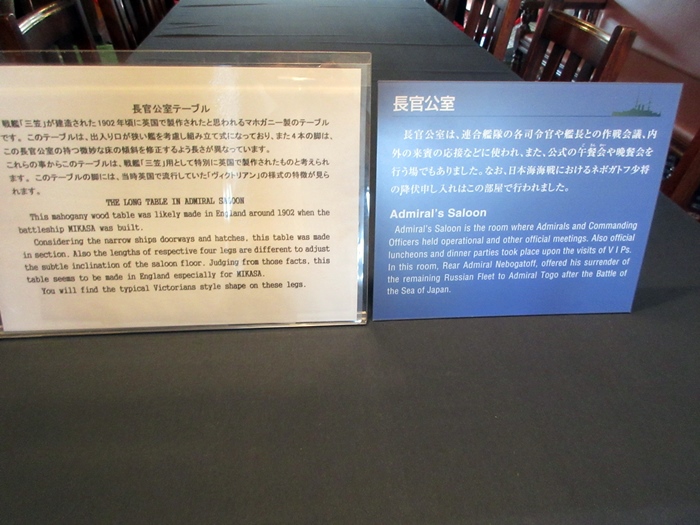 長官公室テーブル
戦艦「三笠」が建造された1902年頃に英国で製作されたと思われるマホガニー製のテーブル
です。このテーブルは、出入り口が狭い艦を考慮し組み立て式になっており、また4本の脚は、
この長官公室の持つ微妙な床の傾斜を修正するよう長さが異なっています。
これらの事からこのテーブルは、戦艦「三笠」用として特別に英国で製作されたものと考えられ
ます。このテーブルの脚には、当時英国で流行していた「ヴィクトリアン」の様式の特徴が見ら
れます。
THE LONG TABLE IN ADMIRAL SALOON
This mahogany wood table was likely made in England around 1902 when the
battleship MIKASA was built.
Considering the narrow ships doorways and hatches, this table was made
in section. Also the lengths of respective four legs are different to adjust
the subtle inclination of the saloon floor. Judging from those facts, this
table seems to be made in England especially for MIKASA.
You will find the typical Victorians style shape on these legs.
長官公室
長官公室は、連合艦隊の各司令官や艦長との作戦会議、内
外の来賓の応接などに使われ、また、公式の午餐会や晩餐会を
行う場でもありました。なお、日本海海戦におけるネボガトフ少将
の降伏申し入れはこの部屋で行われました。
Admiral's Saloon
Admiral's Saloon is the room where Admirals and Commanding
Officers held operational and other official meetings. Also official
luncheons and dinner parties took place upon the visits of V I Ps.
In this room, Rear Admiral Nebogatoff, offered his surrender of
the remaining Russian Fleet to Admiral Togo after the Battle of
the Sea of Japan.